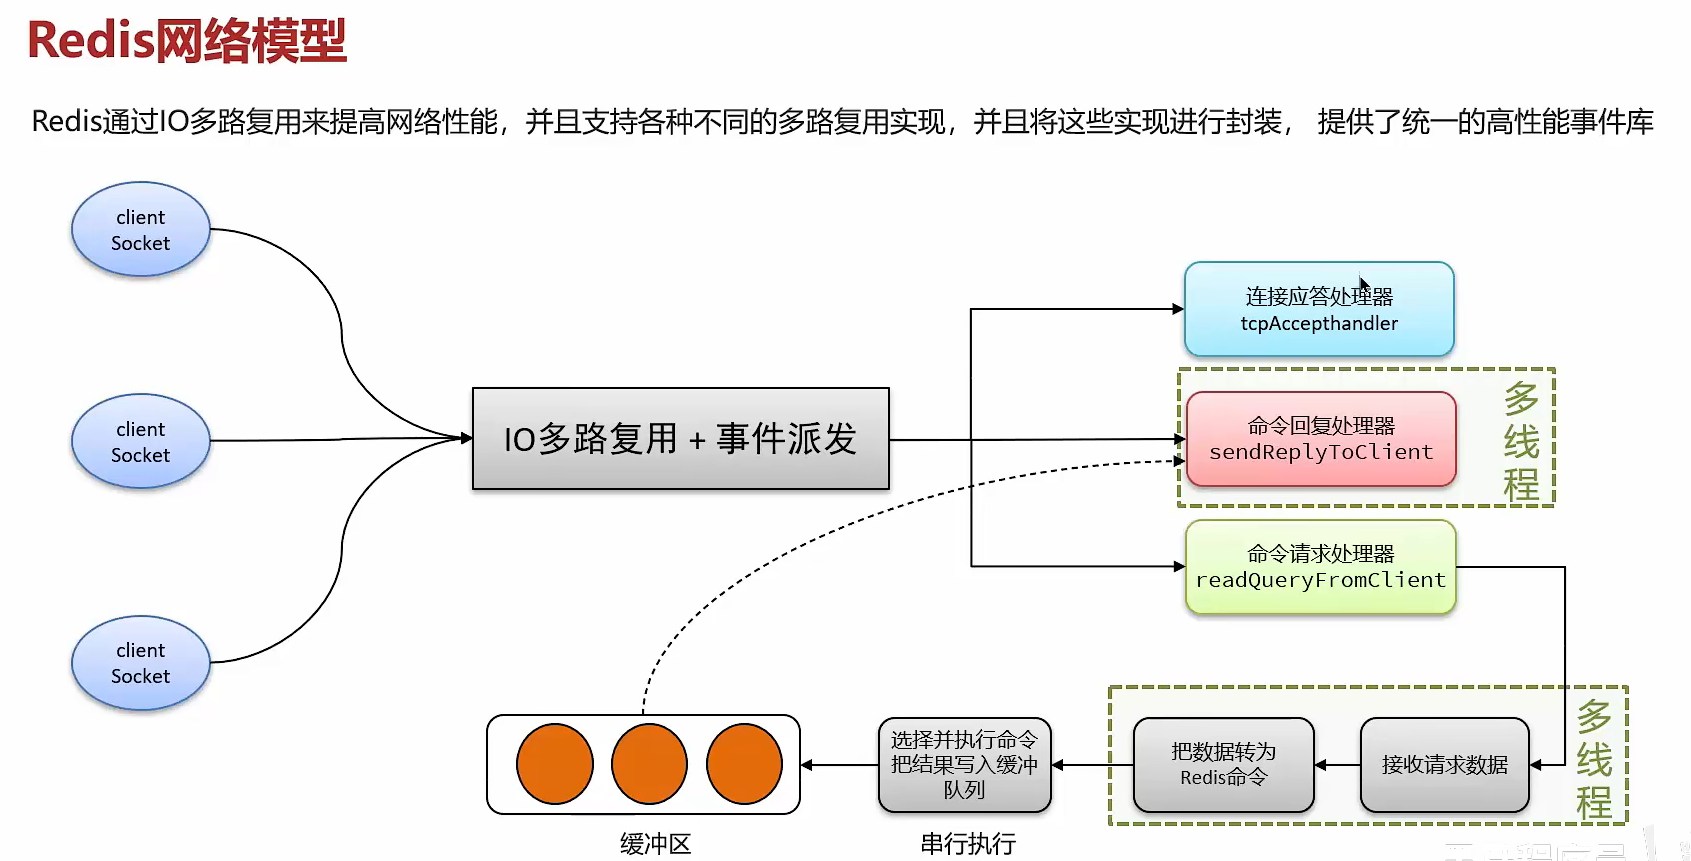 Redis网络模型
Redis通过IO多路复用来提高网络性能，并且支持各种不同的多路复用实现，并且将这些实现进行封装， 提供了统一的高性能事件库
client
Socket
client
Socket
client
Socket
IO多路复用 + 事件派发
连接应答处理器
tcpAccepthandler
命令回复处理器
sendReplyToClient
多线程
命令请求处理器
readQueryFromClient
多线程
接收请求数据
把数据转为
Redis命令
选择并执行命令
把结果写入缓冲
队列
串行执行
缓冲区